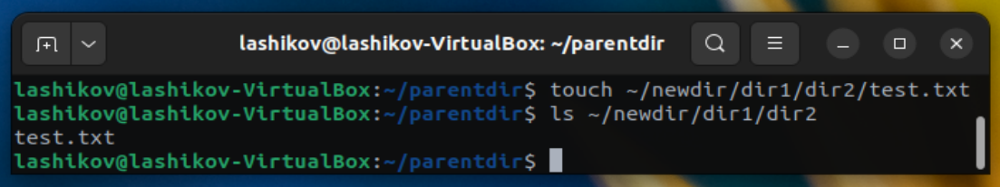 lashikov@lashikov-VirtualBox: ~/parentdir
lashikov@lashikov-VirtualBox:~/parentdir$ touch ~/newdir/dir1/dir2/test.txt
lashikov@lashikov-VirtualBox:~/parentdir$ ls ~/newdir/dir1/dir2
test.txt
lashikov@lashikov-VirtualBox:~/parentdir$